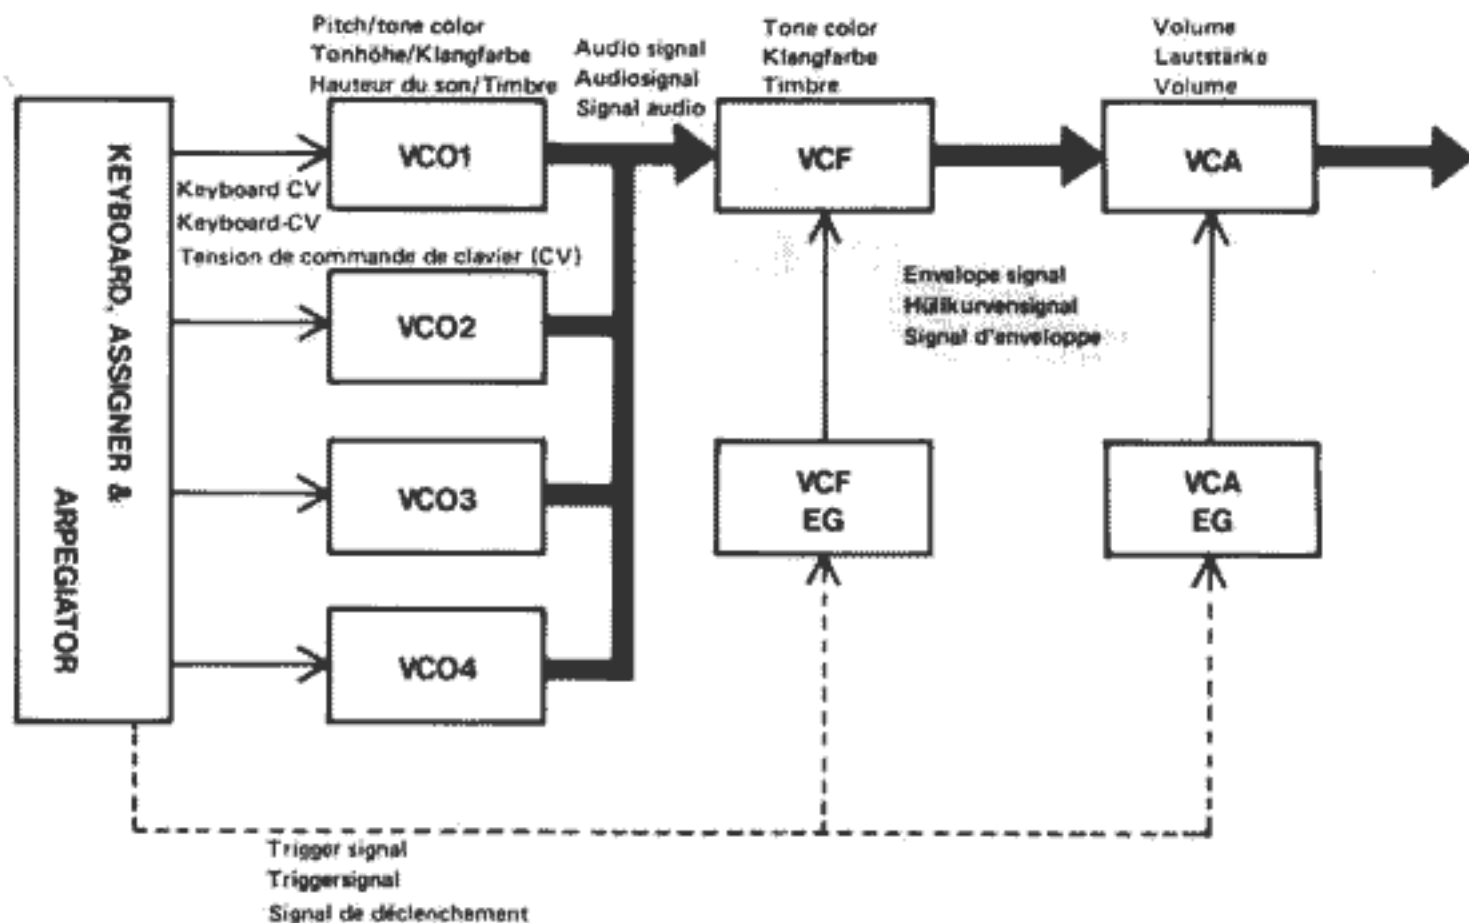 Pitch/tone color
Tonhöhe/Klangfarbe
Hauteur du son/Timbre
Audio signal
Audiosignal
Signal audio
Tone color
Klangfarbe
Timbre
Volume
Lautstärke
Volume
KEYBOARD, ASSIGNER &
ARPEGIATOR
VCO1
VCF
VCA
Keyboard CV
Keyboard-CV
Tension de commande de clavier (CV)
VCO2
Envelope signal
Hüllkurvensignal
Signal d'enveloppe
VCO3
VCF
EG
VCA
EG
VCO4
Trigger signal
Triggersignal
Signal de déclenchement